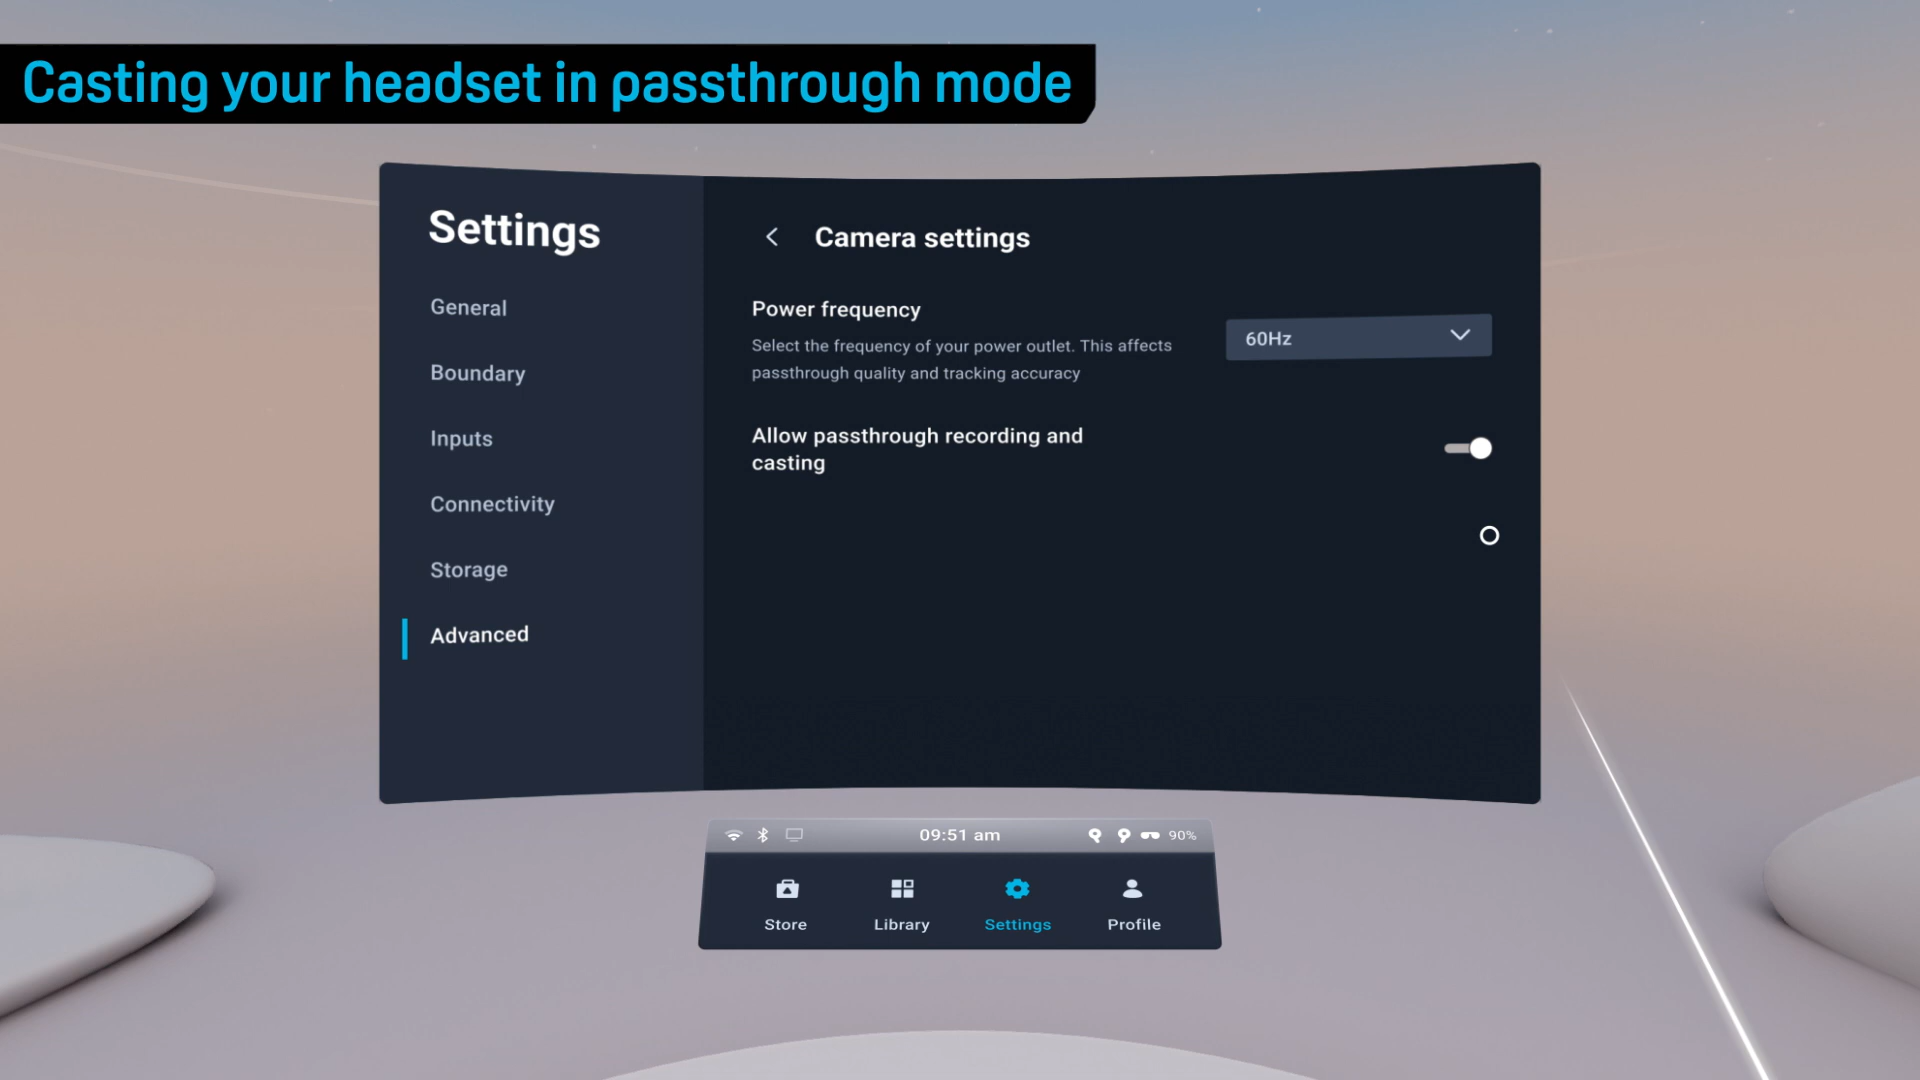 Casting your headset in passthrough mode
Settings
General
Boundary
Inputs
Connectivity
Storage
Advanced
Camera settings
Power frequency
Select the frequency of your power outlet. This affects
passthrough quality and tracking accuracy
60Hz
Allow passthrough recording and
casting
09:51 am
90%
Store
Library
Settings
Profile